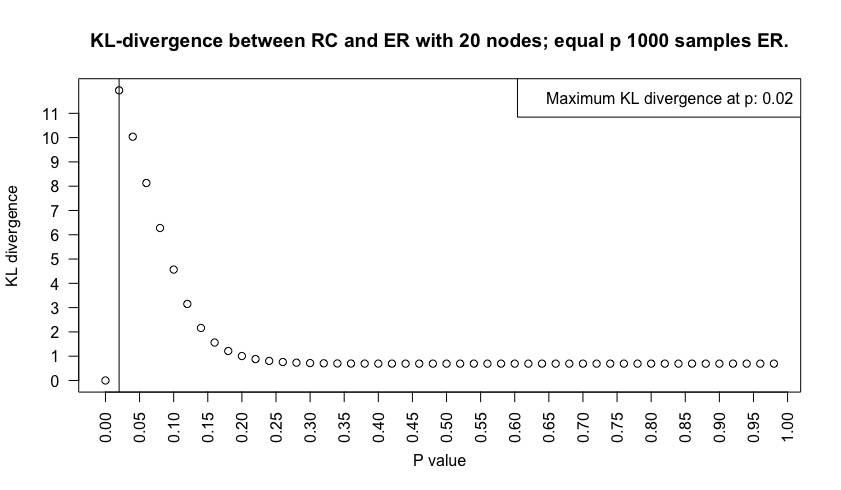 KL-divergence between RC and ER with 20 nodes; equal p 1000 samples ER.
Maximum KL divergence at p: 0.02
KL divergence
11
10
9
8
7
6
5
4
3
2
1
0
0.00 0.05 0.10 0.15 0.20 0.25 0.30 0.35 0.40 0.45 0.50 0.55 0.60 0.65 0.70 0.75 0.80 0.85 0.90 0.95 1.00
P value